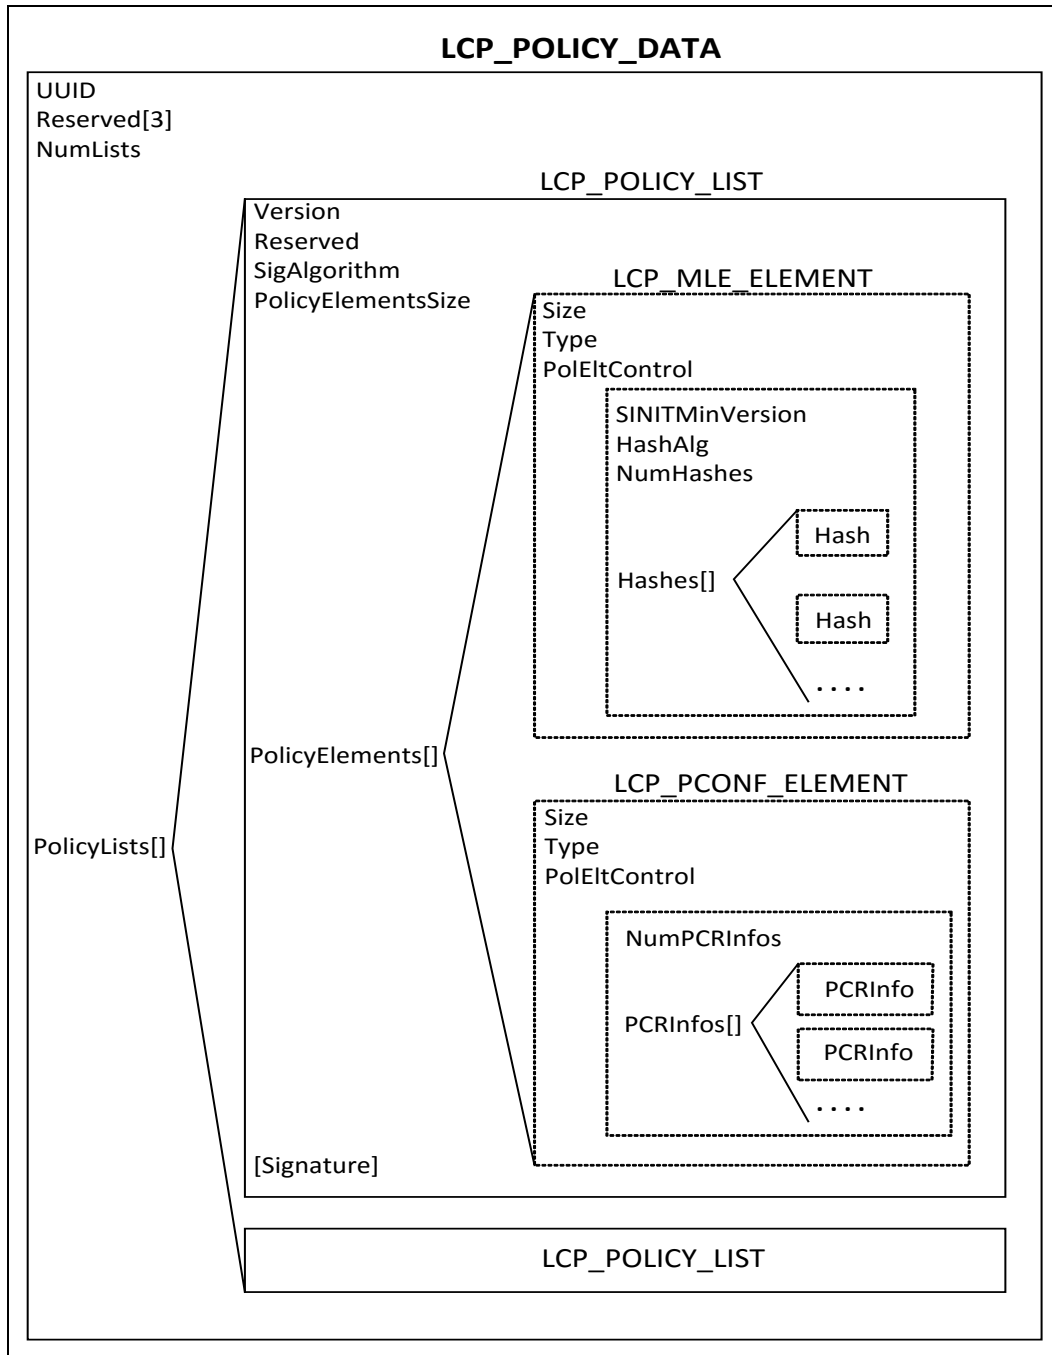 LCP_POLICY_DATA
UUID
Reserved[3]
NumLists
LCP_POLICY_LIST
Version
Reserved
SigAlgorithm
PolicyElementsSize
LCP_MLE_ELEMENT
Size
Type
PolEltControl
SINITMinVersion
HashAlg
NumHashes
Hash
Hashes[]
Hash
....
PolicyElements[]
LCP_PCONF_ELEMENT
Size
Type
PolEltControl
NumPCRInfos
PCRInfo
PCRInfos[]
PCRInfo
....
PolicyLists[]
[Signature]
LCP_POLICY_LIST